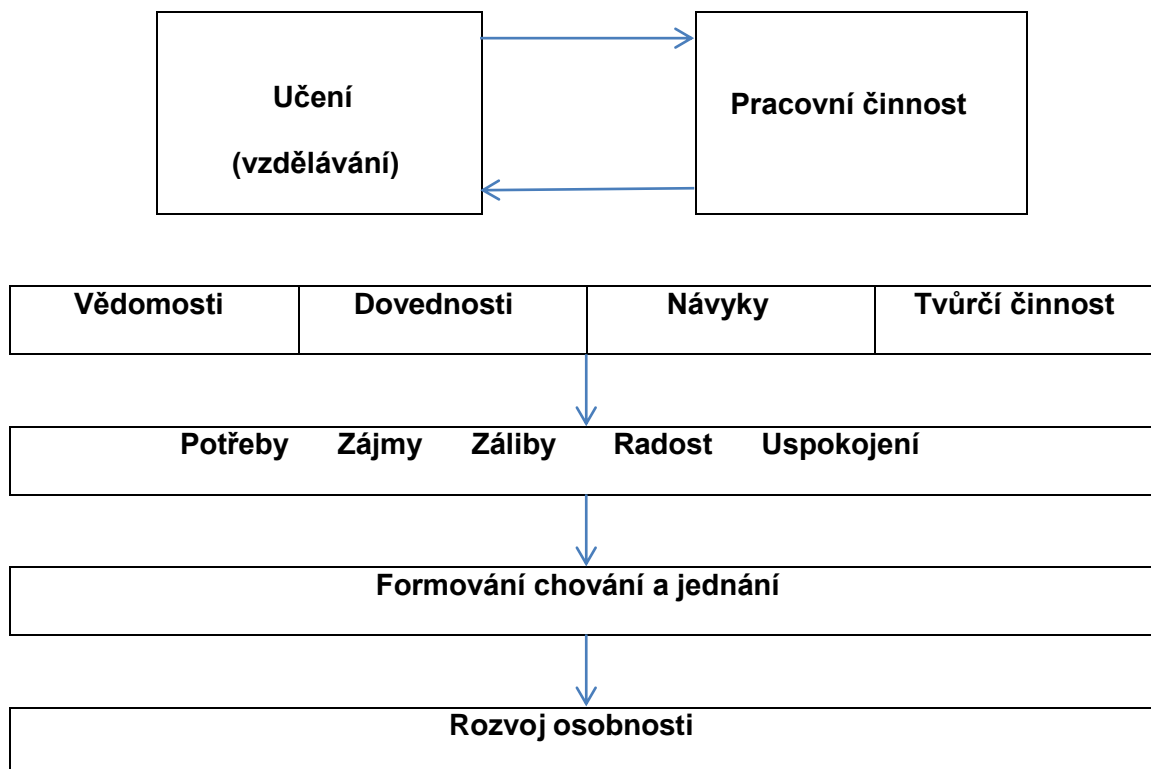 Učení
(vzdělávání)
Pracovní činnost
Vědomosti Dovednosti Návyky Tvůrčí činnost
Potřeby Zájmy Záliby Radost Uspokojení
Formování chování a jednání
Rozvoj osobnosti